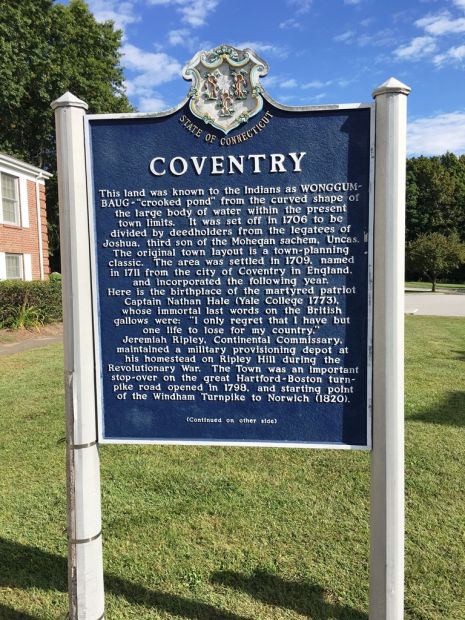 STATE OF CONNECTICUT
COVENTRY
This land was known to the Indians as WONGGUM-
BAUG-"crooked pond" from the curved shape of
the large body of water within the present
town limits. It was set off in 1706 to be
divided by deedholders from the legatees of
Joshua, third son of the Mohegan sachem, Uncas.
The original town layout is a town-planning
classic. The area was settled in 1709, named
in 1711 from the city of Coventry in England,
and incorporated the following year.
Here is the birthplace of the martyred patriot
Captain Nathan Hale (Yale College 1773),
whose immortal last words on the British
gallows were: "I only regret that I have but
one life to lose for my country."
Jeremiah Ripley, Continental Commissary,
maintained a military provisioning depot at
his homestead on Ripley Hill during the
Revolutionary War. The Town was an important
stop-over on the great Hartford-Boston turn-
pike road opened in 1798, and starting point
of the Windham Turnpike to Norwich (1820).
(Continued on other side)